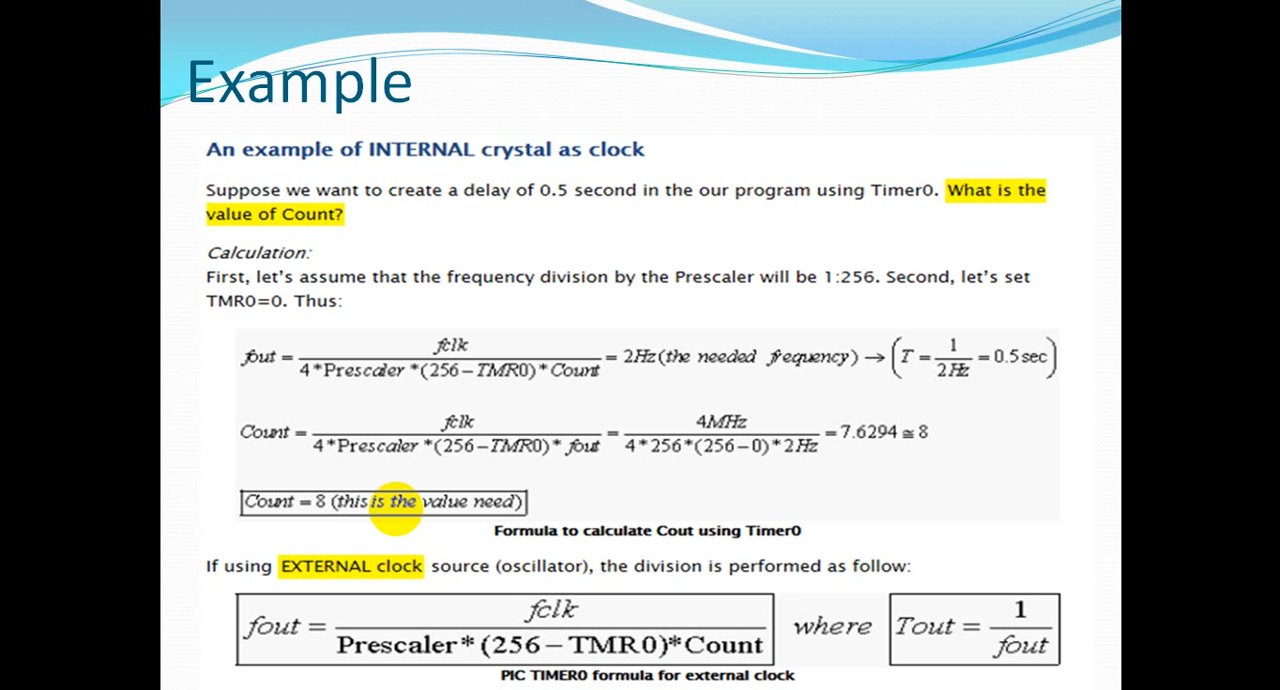 Example
An example of INTERNAL crystal as clock
Suppose we want to create a delay of 0.5 second in the our program using Timer0. What is the
value of Count?
Calculation:
First, let's assume that the frequency division by the Prescaler will be 1:256. Second, let's set
TMR0=0. Thus:
fout = fclk / 4*Prescaler*(256−TMR0)*Count = 2Hz(the needed frequency) → (T = 1 / 2Hz = 0.5sec)
Count = fclk / 4*Prescaler*(256−TMR0)*fout = 4MHz / 4*256*(256−0)*2Hz = 7.6294 ≅ 8
Count = 8 (this is the value need)
Formula to calculate Cout using Timer0
If using EXTERNAL clock source (oscillator), the division is performed as follow:
fout = fclk / Prescaler*(256−TMR0)*Count where Tout = 1 / fout
PIC TIMER0 formula for external clock